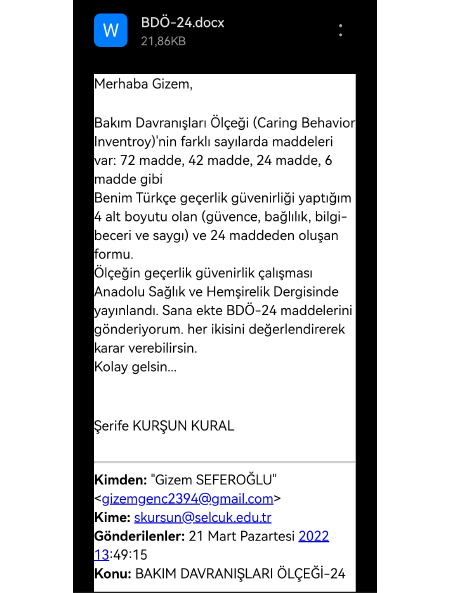 W BDÖ-24.docx
21,86KB
Merhaba Gizem,
Bakım Davranışları Ölçeği (Caring Behavior
Inventroy)'nin farklı sayılarda maddeleri
var: 72 madde, 42 madde, 24 madde, 6
madde gibi
Benim Türkçe geçerlik güvenirliği yaptığım
4 alt boyutu olan (güvence, bağlılık, bilgi-
beceri ve saygı) ve 24 maddeden oluşan
formu.
Ölçeğin geçerlik güvenirlik çalışması
Anadolu Sağlık ve Hemşirelik Dergisinde
yayınlandı. Sana ekte BDÖ-24 maddelerini
gönderiyorum. her ikisini değerlendirerek
karar verebilirsin.
Kolay gelsin...
Şerife KURŞUN KURAL
Kimden: "Gizem SEFEROĞLU"
<gizemgenc2394@gmail.com>
Kime: skursun@selcuk.edu.tr
Gönderilenler: 21 Mart Pazartesi 2022
13:49:15
Konu: BAKIM DAVRANIŞLARI ÖLÇEĞİ-24